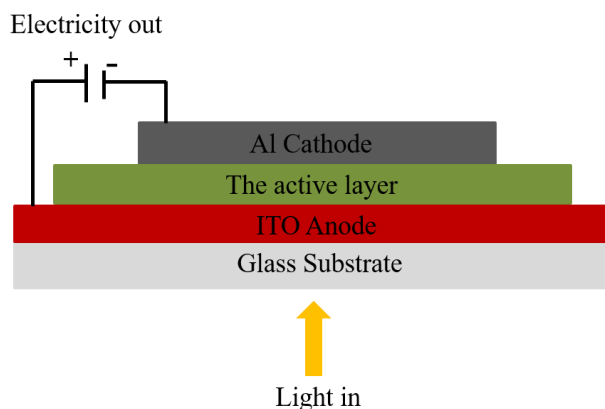 Electricity out
+ -
Al Cathode
The active layer
ITO Anode
Glass Substrate
Light in